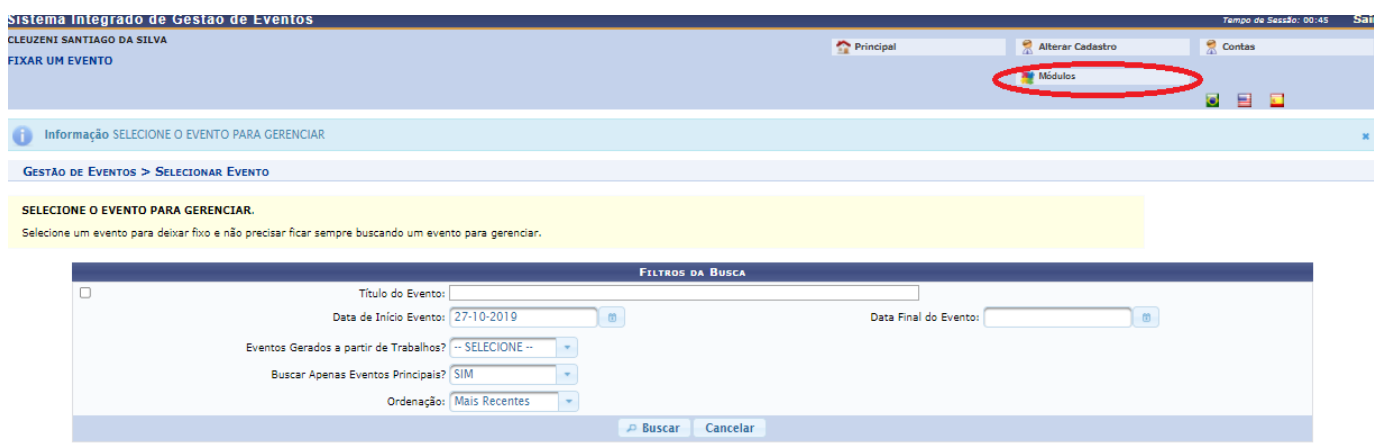 Sistema Integrado de Gestão de Eventos
Tempo de Sessão: 00:45 Sair
CLEUZENI SANTIAGO DA SILVA
FIXAR UM EVENTO
Principal
Alterar Cadastro
Contas
Módulos
Informação SELECIONE O EVENTO PARA GERENCIAR
GESTÃO DE EVENTOS > SELECIONAR EVENTO
SELECIONE O EVENTO PARA GERENCIAR.
Selecione um evento para deixar fixo e não precisar ficar sempre buscando um evento para gerenciar.
FILTROS DA BUSCA
Título do Evento:
Data de Início Evento: 27-10-2019
Data Final do Evento:
Eventos Gerados a partir de Trabalhos? -- SELECIONE --
Buscar Apenas Eventos Principais? SIM
Ordenação: Mais Recentes
Buscar Cancelar